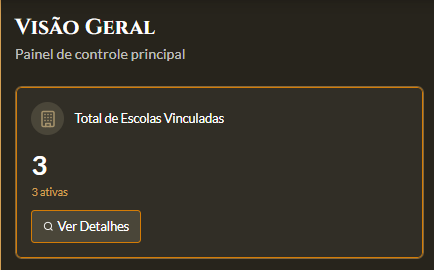 Visão Geral
Painel de controle principal
Total de Escolas Vinculadas
3
3 ativas
Ver Detalhes